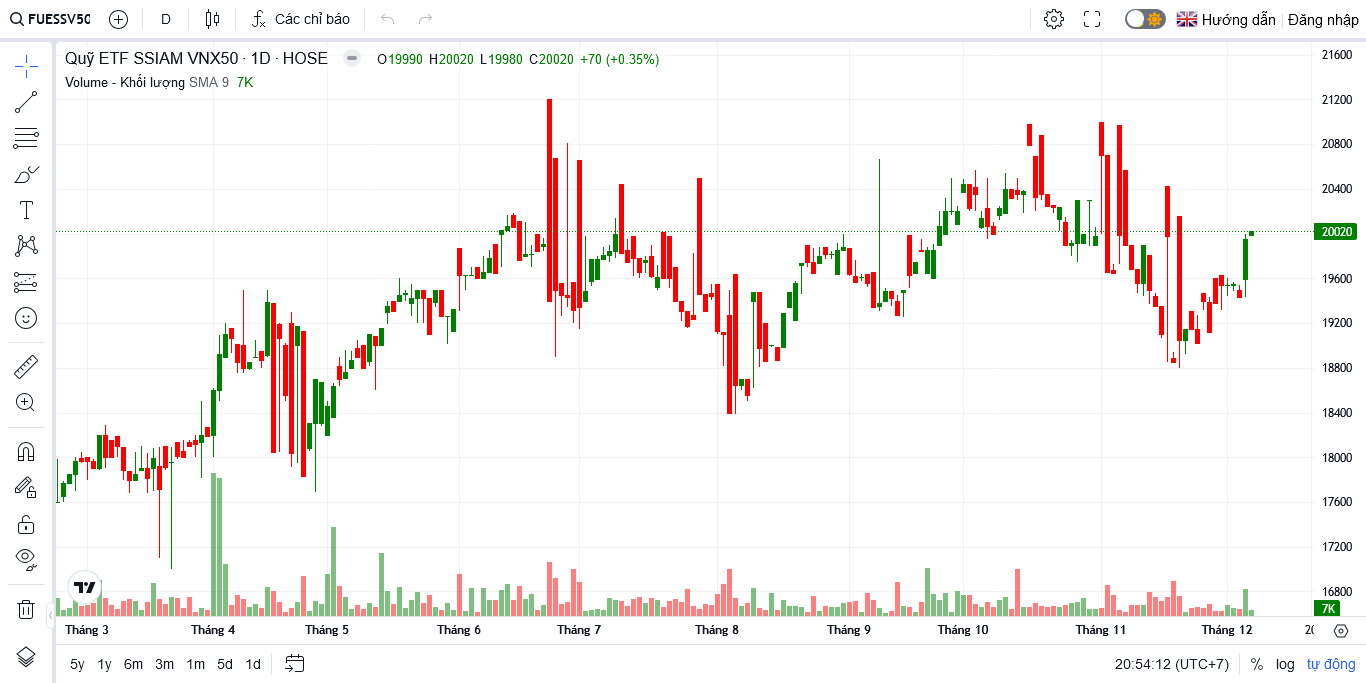 FUESSV50 D Các chỉ báo Hướng dẫn Đăng nhập
Quỹ ETF SSIAM VNX50 · 1D · HOSE O19990 H20020 L19980 C20020 +70 (+0.35%)
Volume - Khối lượng SMA 9 7K
21600
21200
20800
20400
20020
19600
19200
18800
18400
18000
17600
17200
16800
7K
Tháng 3 Tháng 4 Tháng 5 Tháng 6 Tháng 7 Tháng 8 Tháng 9 Tháng 10 Tháng 11 Tháng 12
5y 1y 6m 3m 1m 5d 1d 20:54:12 (UTC+7) % log tự động